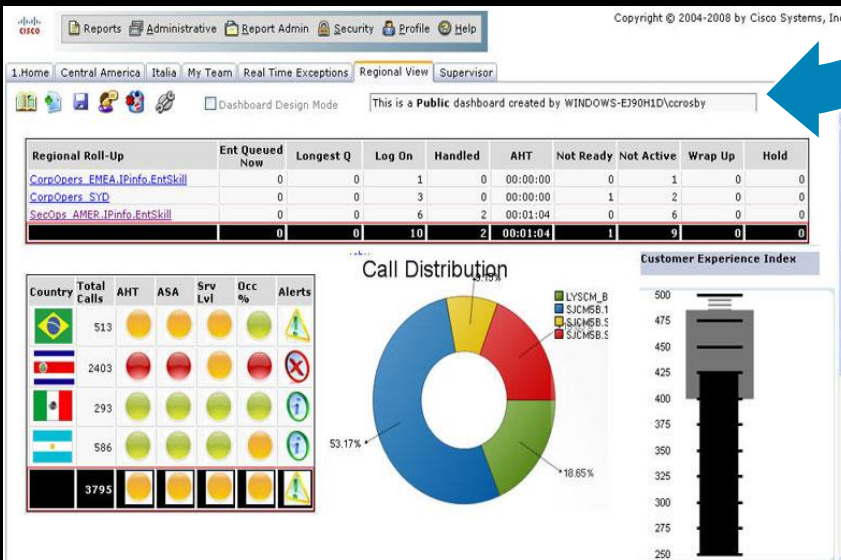 CISCO
Reports Administrative Report Admin Security Profile Help
Copyright © 2004-2008 by Cisco Systems,
1.Home Central America Italia My Team Real Time Exceptions Regional View Supervisor
Dashboard Design Mode
This is a Public dashboard created by WINDOWS-EJ90H1D\ccrosby
Regional Roll-Up Ent Queued Now Longest Q Log On Handled AHT Not Ready Not Active Wrap Up Hold
CorpOpers_EMEA.IPinfo.EntSkill 0 0 1 0 00:00:00 0 1 0 0
CorpOpers_SYD 0 0 3 0 00:00:00 1 2 0 0
SecOps_AMER.IPinfo.EntSkill 0 0 6 2 00:01:04 0 6 0 0
0 0 10 2 00:01:04 1 9 0 0
Country Total Calls AHT ASA Srv Lvl Occ % Alerts
513
2403
293
586
3795
Call Distribution
LYSCM_B
SJCM5B.1
SJCM5B.S
SJCM5B.S
53.17%
18.65%
Customer Experience Index
500
475
450
425
400
375
350
325
300
275
250